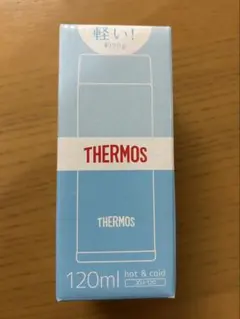 軽い!
THERMOS
THERMOS
120ml
hot & cold